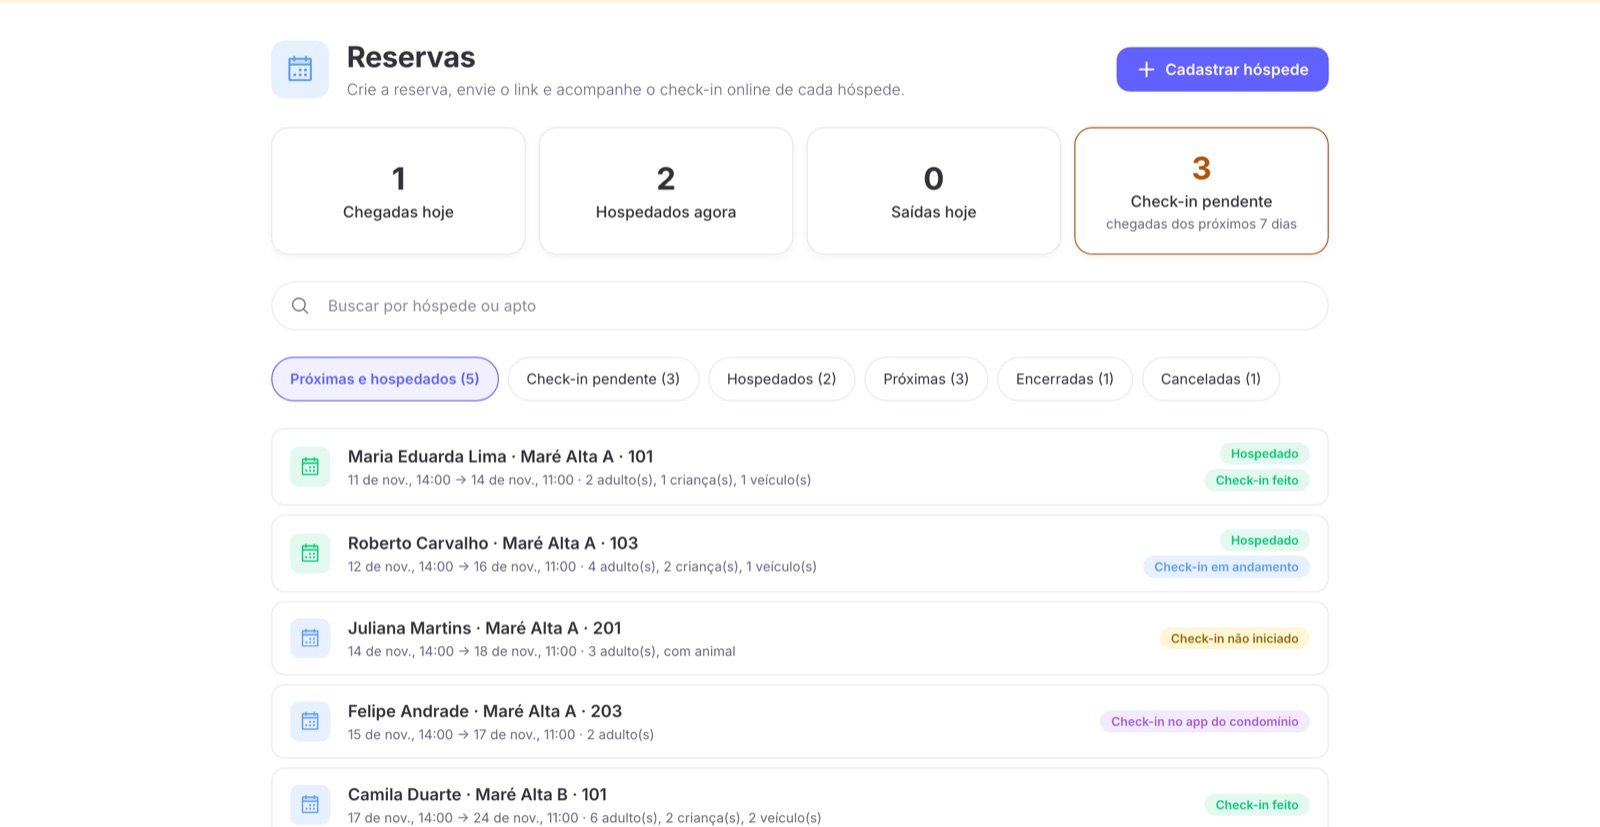 Reservas
Crie a reserva, envie o link e acompanhe o check-in online de cada hóspede.
Cadastrar hóspede
1
Chegadas hoje
2
Hospedados agora
0
Saídas hoje
3
Check-in pendente
chegadas dos próximos 7 dias
Buscar por hóspede ou apto
Próximas e hospedados (5)
Check-in pendente (3)
Hospedados (2)
Próximas (3)
Encerradas (1)
Canceladas (1)
Maria Eduarda Lima · Maré Alta A · 101
11 de nov., 14:00 → 14 de nov., 11:00 · 2 adulto(s), 1 criança(s), 1 veículo(s)
Hospedado
Check-in feito
Roberto Carvalho · Maré Alta A · 103
12 de nov., 14:00 → 16 de nov., 11:00 · 4 adulto(s), 2 criança(s), 1 veículo(s)
Hospedado
Check-in em andamento
Juliana Martins · Maré Alta A · 201
14 de nov., 14:00 → 18 de nov., 11:00 · 3 adulto(s), com animal
Check-in não iniciado
Felipe Andrade · Maré Alta A · 203
15 de nov., 14:00 → 17 de nov., 11:00 · 2 adulto(s)
Check-in no app do condomínio
Camila Duarte · Maré Alta B · 101
17 de nov., 14:00 → 24 de nov., 11:00 · 6 adulto(s), 2 criança(s), 2 veículo(s)
Check-in feito